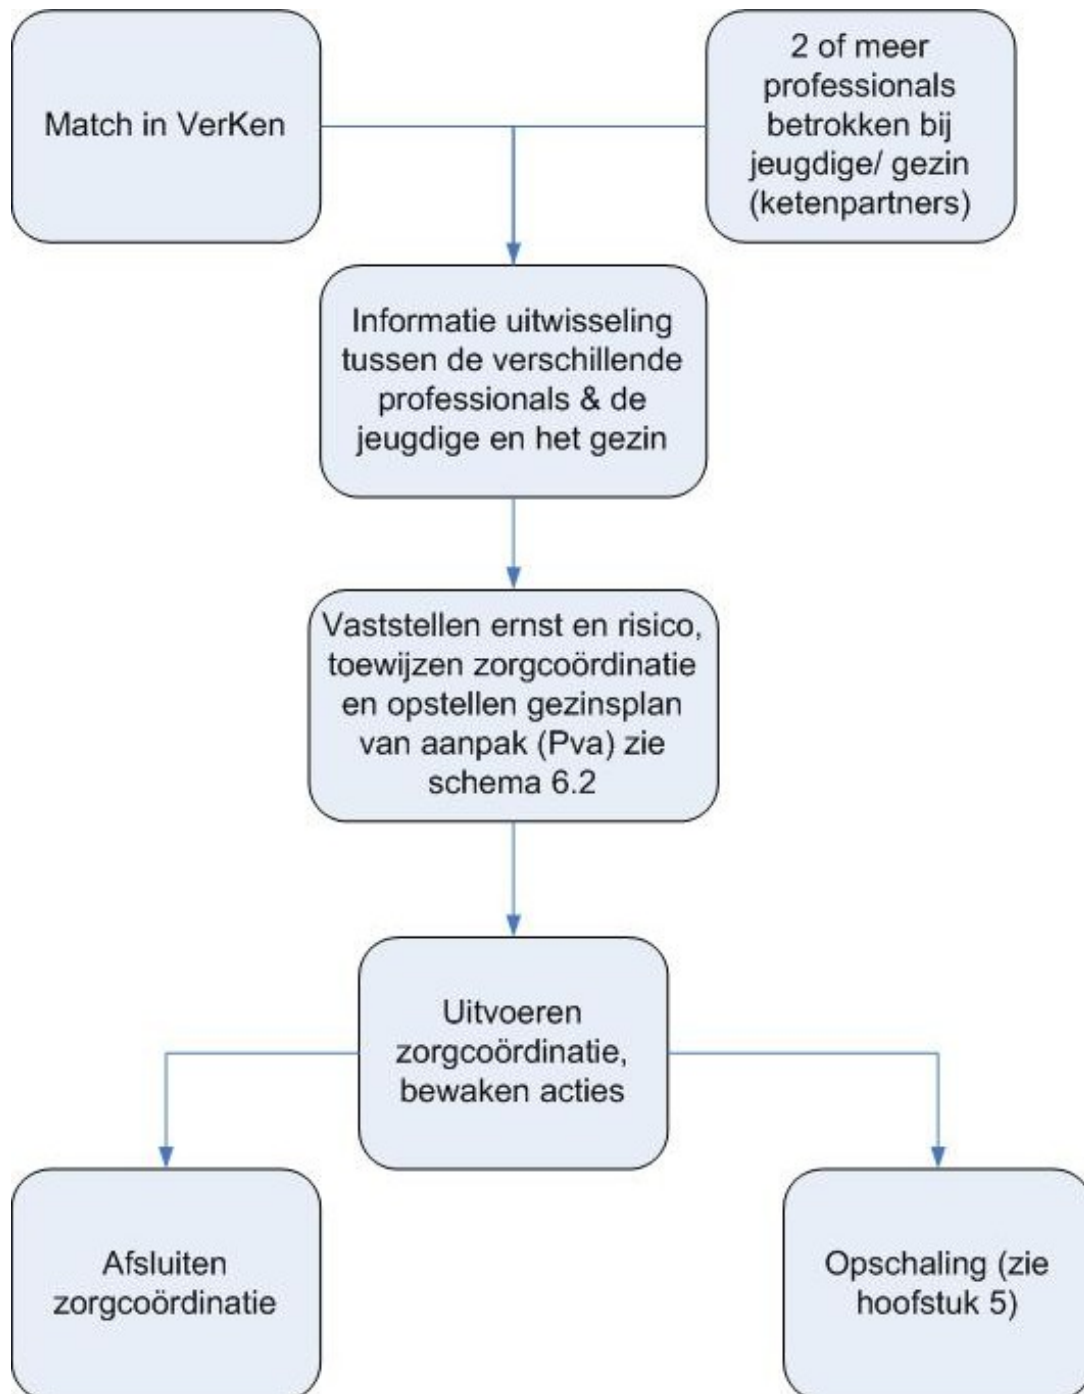 Match in VerKen
2 of meer
professionals
betrokken bij
jeugdige/ gezin
(ketenpartners)
Informatie uitwisseling
tussen de verschillende
professionals & de
jeugdige en het gezin
Vaststellen ernst en risico,
toewijzen zorgcoördinatie
en opstellen gezinsplan
van aanpak (Pva) zie
schema 6.2
Uitvoeren
zorgcoördinatie,
bewaken acties
Afsluiten
zorgcoördinatie
Opschaling (zie
hoofstuk 5)